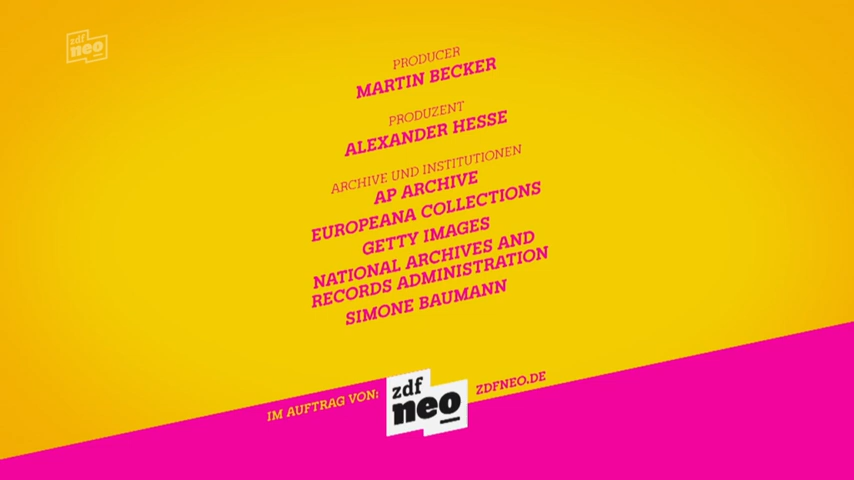 zdf
neo
PRODUCER
MARTIN BECKER
PRODUZENT
ALEXANDER HESSE
ARCHIVE UND INSTITUTIONEN
AP ARCHIVE
EUROPEANA COLLECTIONS
GETTY IMAGES
NATIONAL ARCHIVES AND
RECORDS ADMINISTRATION
SIMONE BAUMANN
IM AUFTRAG VON:
zdf
neo
ZDFNEO.DE